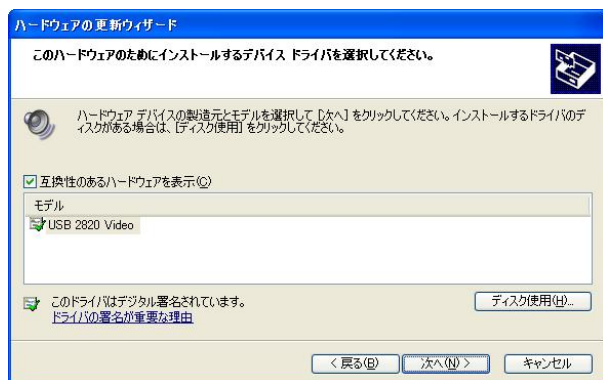 ハードウェアの更新ウィザード
このハードウェアのためにインストールするデバイス ドライバを選択してください。
ハードウェア デバイスの製造元とモデルを選択して [次へ] をクリックしてください。インストールするドライバのデ
ィスクがある場合は、[ディスク使用] をクリックしてください。
互換性のあるハードウェアを表示(C)
モデル
USB 2820 Video
このドライバはデジタル署名されています。
ドライバの署名が重要な理由
ディスク使用(H)...
< 戻る(B)
次へ(N) >
キャンセル